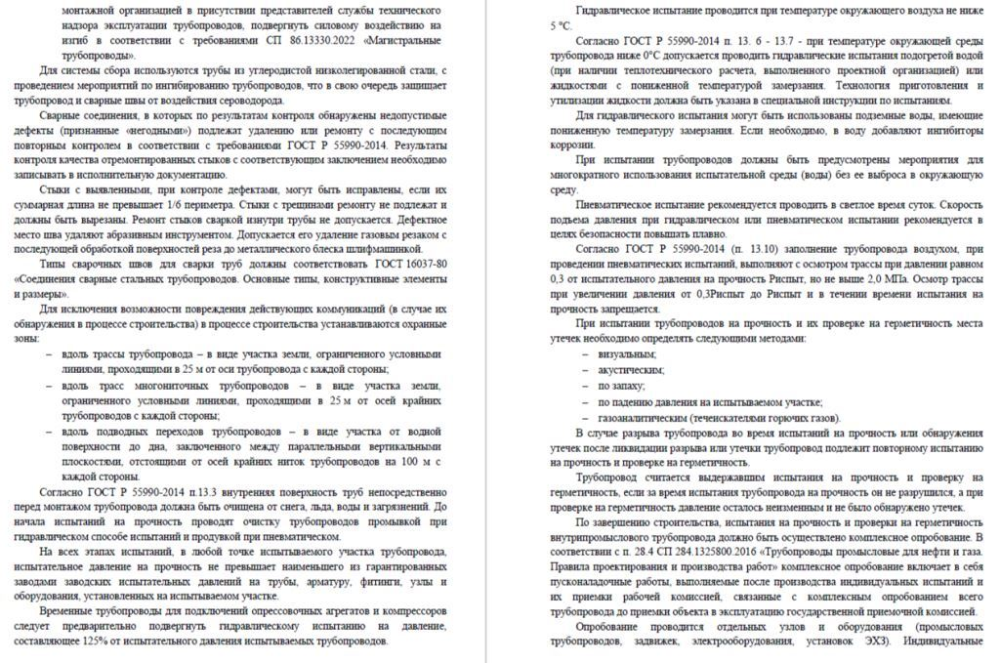 монтажной организацией в присутствии представителей службы технического
надзора эксплуатации трубопроводов, подвергнуть силовому воздействию на
изгиб в соответствии с требованиями СП 86.13330.2022 «Магистральные
трубопроводы».
Для системы сбора используются трубы из углеродистой низколегированной стали, с
проведением мероприятий по ингибированию трубопроводов, что в свою очередь защищает
трубопровод и сварные швы от воздействия сероводорода.
Сварные соединения, в которых по результатам контроля обнаружены недопустимые
дефекты (признанные «негодными») подлежат удалению или ремонту с последующим
повторным контролем в соответствии с требованиями ГОСТ Р 55990-2014. Результаты
контроля качества отремонтированных стыков с соответствующим заключением необходимо
записывать в исполнительную документацию.
Стыки с выявленными, при контроле дефектами, могут быть исправлены, если их
суммарная длина не превышает 1/6 периметра. Стыки с трещинами ремонту не подлежат и
должны быть вырезаны. Ремонт стыков сваркой изнутри трубы не допускается. Дефектное
место шва удаляют абразивным инструментом. Допускается его удаление газовым резаком с
последующей обработкой поверхностей реза до металлического блеска шлифмашинкой.
Типы сварочных швов для сварки труб должны соответствовать ГОСТ 16037-80
«Соединения сварные стальных трубопроводов. Основные типы, конструктивные элементы
и размеры».
Для исключения возможности повреждения действующих коммуникаций (в случае их
обнаружения в процессе строительства) в процессе строительства устанавливаются охранные
зоны:
– вдоль трассы трубопровода – в виде участка земли, ограниченного условными
линиями, проходящими в 25 м от оси трубопровода с каждой стороны;
– вдоль трасс многониточных трубопроводов – в виде участка земли,
ограниченного условными линиями, проходящими в 25 м от осей крайних
трубопроводов с каждой стороны;
– вдоль подводных переходов трубопроводов – в виде участка от водной
поверхности до дна, заключенного между параллельными вертикальными
плоскостями, отстоящими от осей крайних ниток трубопроводов на 100 м с
каждой стороны.
Согласно ГОСТ Р 55990-2014 п.13.3 внутренняя поверхность труб непосредственно
перед монтажом трубопровода должна быть очищена от снега, льда, воды и загрязнений. До
начала испытаний на прочность проводят очистку трубопроводов промывкой при
гидравлическом способе испытаний и продувкой при пневматическом.
На всех этапах испытаний, в любой точке испытываемого участка трубопровода,
испытательное давление на прочность не превышает наименьшего из гарантированных
заводами заводских испытательных давлений на трубы, арматуру, фитинги, узлы и
оборудования, установленных на испытываемом участке.
Временные трубопроводы для подключений опрессовочных агрегатов и компрессоров
следует предварительно подвергнуть гидравлическому испытанию на давление,
составляющее 125% от испытательного давления испытываемых трубопроводов.
Гидравлическое испытание проводится при температуре окружающего воздуха не ниже
5 °С.
Согласно ГОСТ Р 55990-2014 п. 13. 6 - 13.7 - при температуре окружающей среды
трубопровода ниже 0°С допускается проводить гидравлические испытания подогретой водой
(при наличии теплотехнического расчета, выполненного проектной организацией) или
жидкостями с пониженной температурой замерзания. Технология приготовления и
утилизации жидкости должна быть указана в специальной инструкции по испытаниям.
Для гидравлического испытания могут быть использованы подземные воды, имеющие
пониженную температуру замерзания. Если необходимо, в воду добавляют ингибиторы
коррозии.
При испытании трубопроводов должны быть предусмотрены мероприятия для
многократного использования испытательной среды (воды) без ее выброса в окружающую
среду.
Пневматическое испытание рекомендуется проводить в светлое время суток. Скорость
подъема давления при гидравлическом или пневматическом испытании рекомендуется в
целях безопасности повышать плавно.
Согласно ГОСТ Р 55990-2014 (п. 13.10) заполнение трубопровода воздухом, при
проведении пневматических испытаний, выполняют с осмотром трассы при давлении равном
0,3 от испытательного давления на прочность Риспыт, но не выше 2,0 МПа. Осмотр трассы
при увеличении давления от 0,3Риспыт до Риспыт и в течении времени испытания на
прочность запрещается.
При испытании трубопроводов на прочность и их проверке на герметичность места
утечек необходимо определять следующими методами:
– визуальным;
– акустическим;
– по запаху;
– по падению давления на испытываемом участке;
– газоаналитическим (течеискателями горючих газов).
В случае разрыва трубопровода во время испытаний на прочность или обнаружения
утечек после ликвидации разрыва или утечки трубопровод подлежит повторному испытанию
на прочность и проверке на герметичность.
Трубопровод считается выдержавшим испытания на прочность и проверку на
герметичность, если за время испытания трубопровода на прочность он не разрушился, а при
проверке на герметичность давление осталось неизменным и не было обнаружено утечек.
По завершению строительства, испытания на прочность и проверки на герметичность
внутрипромыслового трубопровода должно быть осуществлено комплексное опробование. В
соответствии с п. 28.4 СП 284.1325800.2016 «Трубопроводы промысловые для нефти и газа.
Правила проектирования и производства работ» комплексное опробование включает в себя
пусконаладочные работы, выполняемые после производства индивидуальных испытаний и
их приемки рабочей комиссией, связанные с комплексным опробованием всего
трубопровода до приемки объекта в эксплуатацию государственной приемочной комиссией.
Опробование проводится отдельных узлов и оборудования (промысловых
трубопроводов, задвижек, электрооборудования, установок ЭХЗ). Индивидуальные